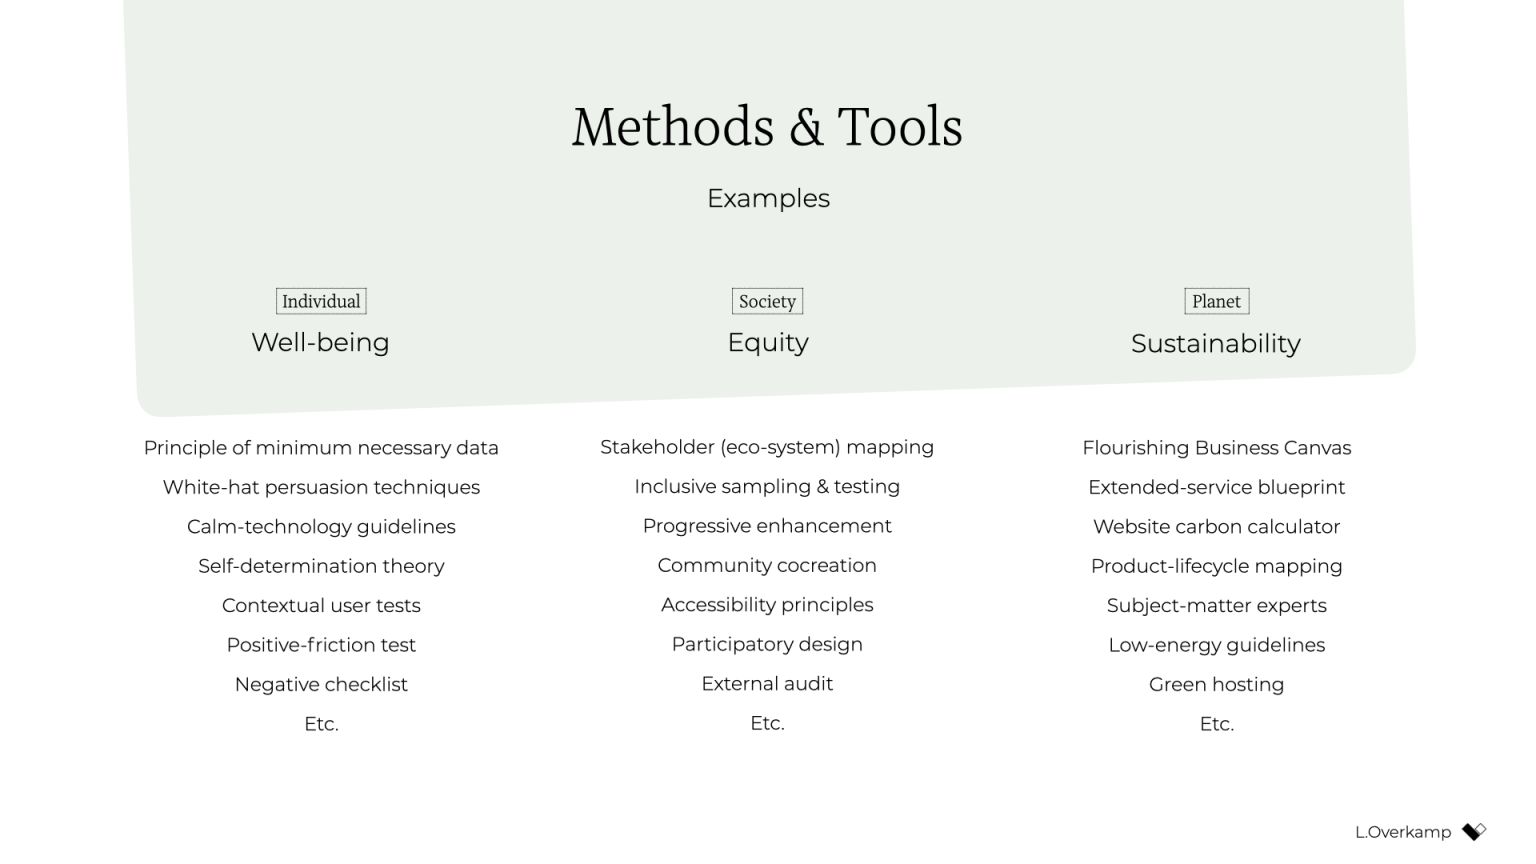 Methods & Tools
Examples
Individual
Well-being
Principle of minimum necessary data
White-hat persuasion techniques
Calm-technology guidelines
Self-determination theory
Contextual user tests
Positive-friction test
Negative checklist
Etc.
Society
Equity
Stakeholder (eco-system) mapping
Inclusive sampling & testing
Progressive enhancement
Community cocreation
Accessibility principles
Participatory design
External audit
Etc.
Planet
Sustainability
Flourishing Business Canvas
Extended-service blueprint
Website carbon calculator
Product-lifecycle mapping
Subject-matter experts
Low-energy guidelines
Green hosting
Etc.
L.Overkamp